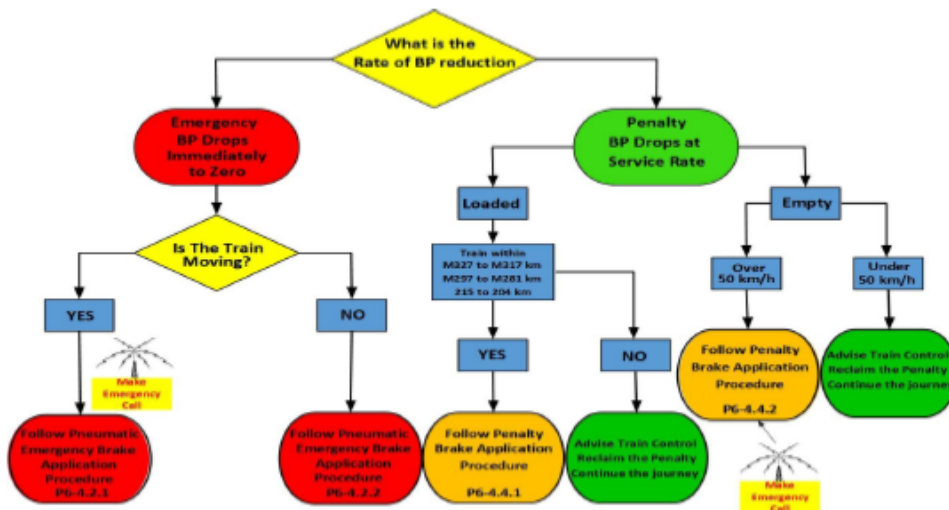 What is the
Rate of BP reduction
Emergency
BP Drops
Immediately
to Zero
Penalty
BP Drops at
Service Rate
Loaded
Empty
Is The Train
Moving?
Train within
M327 to M317 km
M297 to M281 km
215 to 204 km
Over
50 km/h
Under
50 km/h
YES
NO
YES
NO
Make
Emergency
Call
Follow Penalty
Brake Application
Procedure
P6-4.4.2
Advise Train Control
Reclaim the Penalty
Continue the journey
Follow Pneumatic
Emergency Brake
Application
Procedure
P6-4.2.1
Follow Pneumatic
Emergency Brake
Application
Procedure
P6-4.2.2
Follow Penalty
Brake Application
Procedure
P6-4.4.1
Advise Train Control
Reclaim the Penalty
Continue the journey
Make
Emergency
Call